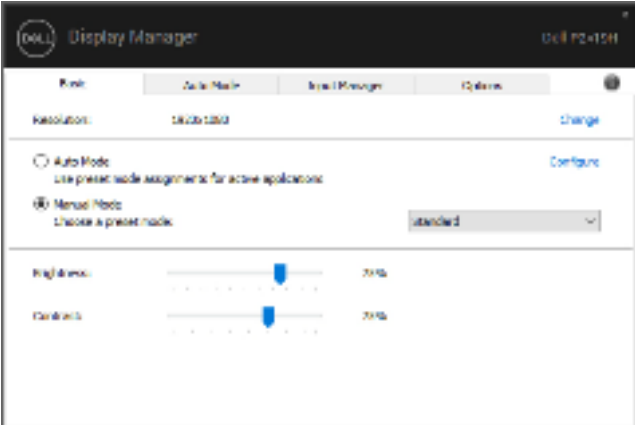 DELL Display Manager
Dell
Basic Auto Mode Input Manager Options
Resolution: Change
Auto Mode Configure
Use preset mode assignments for active applications
Manual Mode
Choose a preset mode: Standard
Brightness:
Contrast: